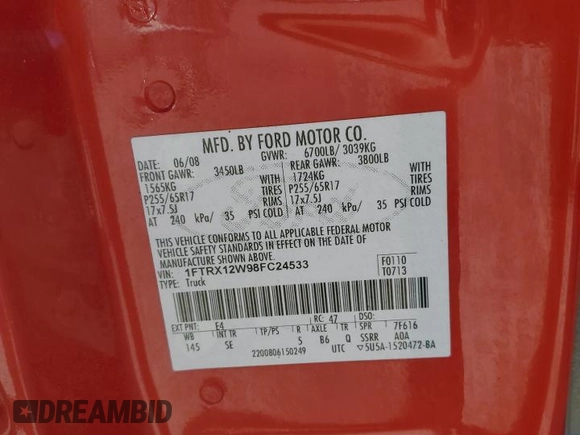 MFD. BY FORD MOTOR CO.
DATE 06/08 GVWR: 6700LB/ 3039KG
FRONT GAWR: 3450LB REAR GAWR: 3800LB
1565KG WITH 1724KG WITH
P255/65R17 TIRES P255/65R17 TIRES
17x7.5J RIMS 17x7.5J RIMS
AT 240 kPa/ 35 PSI COLD AT 240 kPa/ 35 PSI COLD
THIS VEHICLE CONFORMS TO ALL APPLICABLE FEDERAL MOTOR
VEHICLE SAFETY STANDARDS IN EFFECT ON THE DATE OF
MANUFACTURE SHOWN ABOVE.
VIN: 1FTRX12W98FC24533 F0110
TYPE: Truck T0713
EXT PNT: E4 RC: 47 DSO:
WB INT TR TP/PS R AXLE TR SPR 7F616
145 5E 5 B6 Q SSRR AOA
2200806150249 UTC 5U5A-1520472-BA
DREAMBID